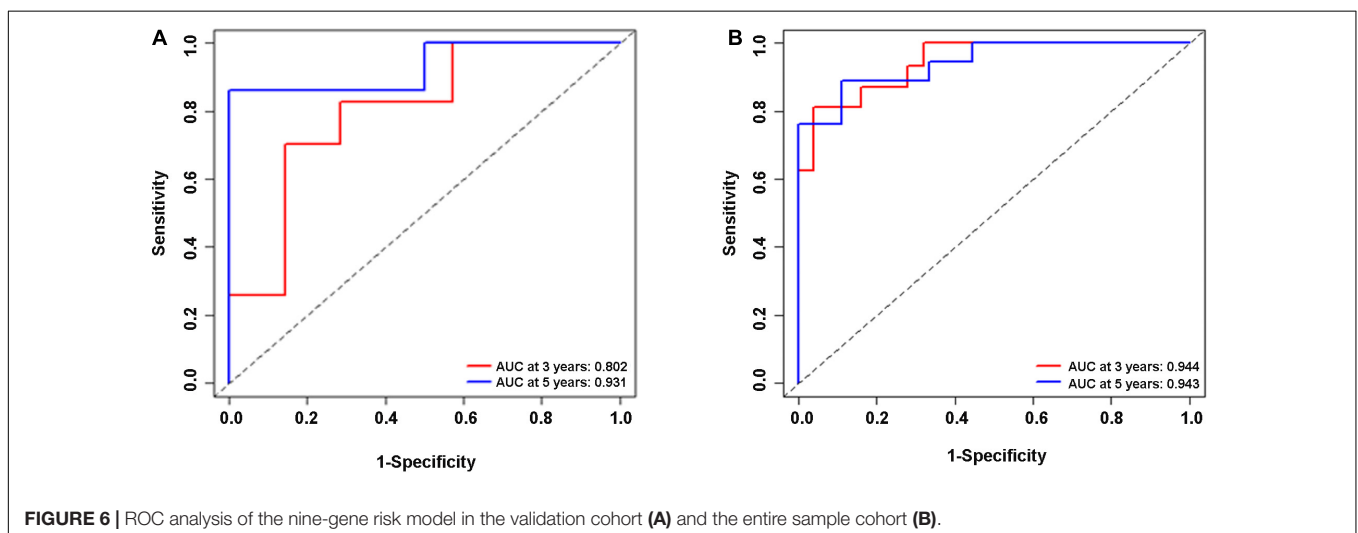 A
1.0
0.8
0.6
0.4
0.2
0.0
Sensitivity
AUC at 3 years: 0.802
AUC at 5 years: 0.931
0.0 0.2 0.4 0.6 0.8 1.0
1-Specificity
B
1.0
0.8
0.6
0.4
0.2
0.0
Sensitivity
AUC at 3 years: 0.944
AUC at 5 years: 0.943
0.0 0.2 0.4 0.6 0.8 1.0
1-Specificity
FIGURE 6 | ROC analysis of the nine-gene risk model in the validation cohort (A) and the entire sample cohort (B).